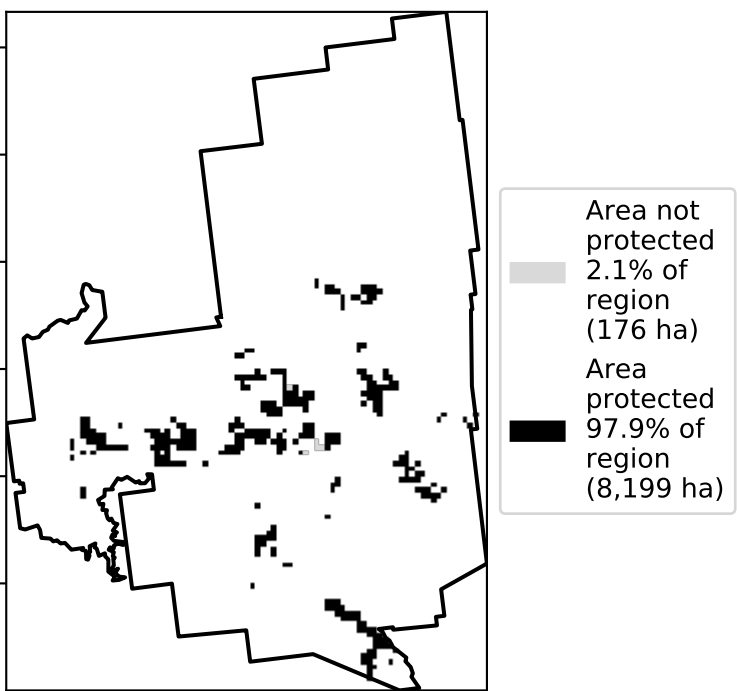 Area not
protected
2.1% of
region
(176 ha)
Area
protected
97.9% of
region
(8,199 ha)